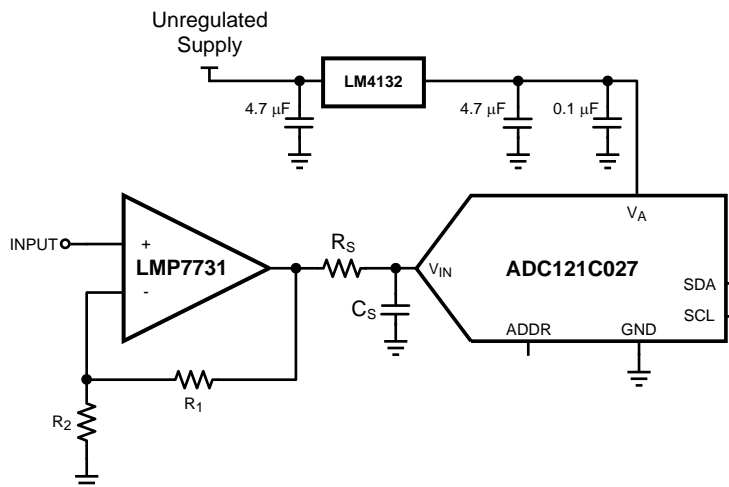 Unregulated
Supply
LM4132
4.7 μF
4.7 μF
0.1 μF
INPUT
+
-
LMP7731
R1
R2
RS
CS
VIN
VA
ADC121C027
SDA
SCL
ADDR
GND